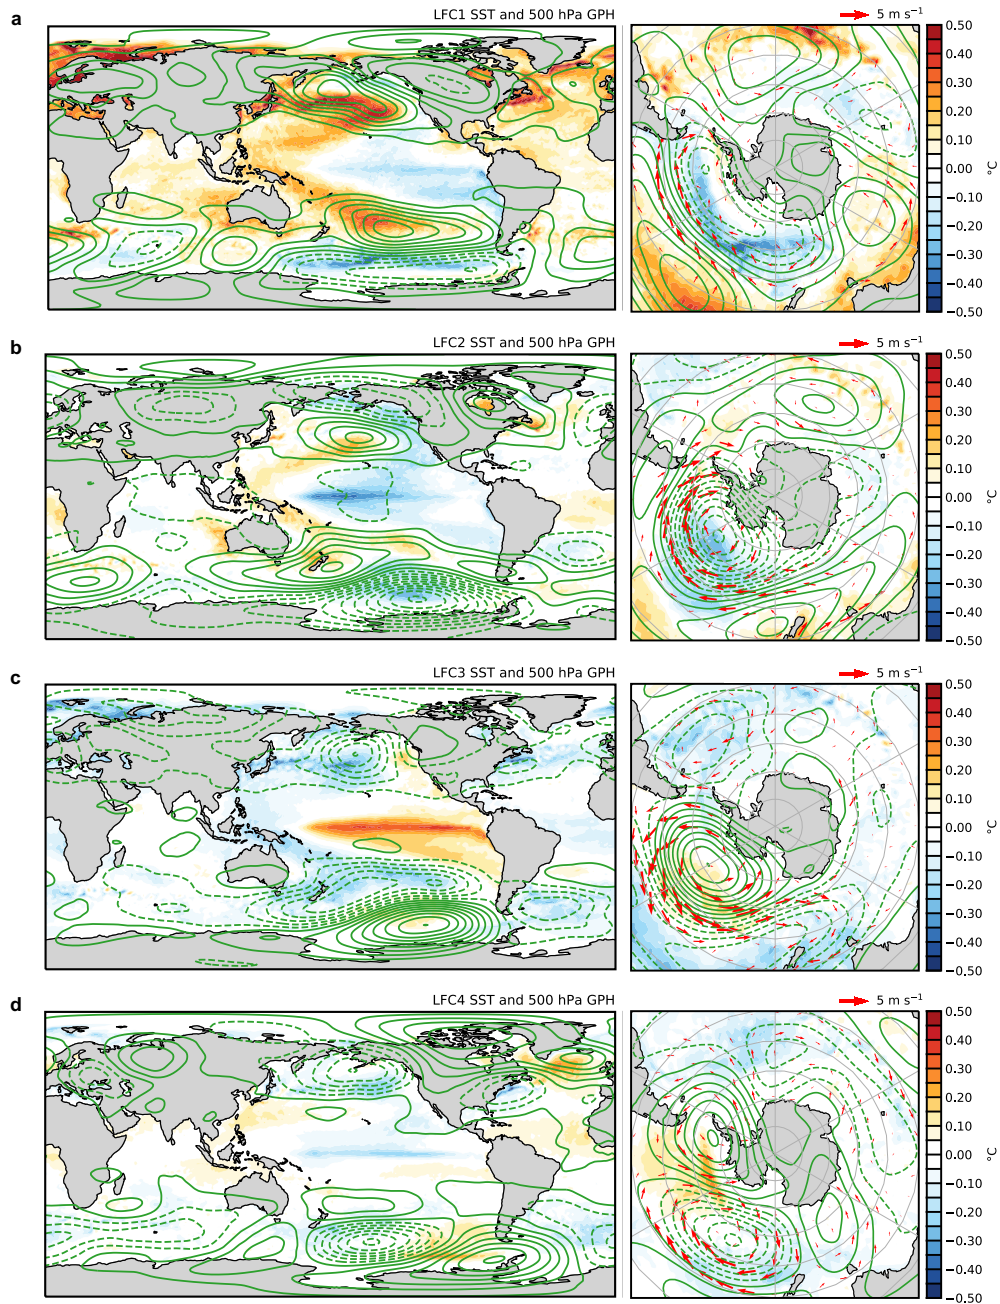 a
LFC1 SST and 500 hPa GPH
5 m s⁻¹
0.50
0.40
0.30
0.20
0.10
0.00
−0.10
−0.20
−0.30
−0.40
−0.50
°C
b
LFC2 SST and 500 hPa GPH
5 m s⁻¹
0.50
0.40
0.30
0.20
0.10
0.00
−0.10
−0.20
−0.30
−0.40
−0.50
°C
c
LFC3 SST and 500 hPa GPH
5 m s⁻¹
0.50
0.40
0.30
0.20
0.10
0.00
−0.10
−0.20
−0.30
−0.40
−0.50
°C
d
LFC4 SST and 500 hPa GPH
5 m s⁻¹
0.50
0.40
0.30
0.20
0.10
0.00
−0.10
−0.20
−0.30
−0.40
−0.50
°C